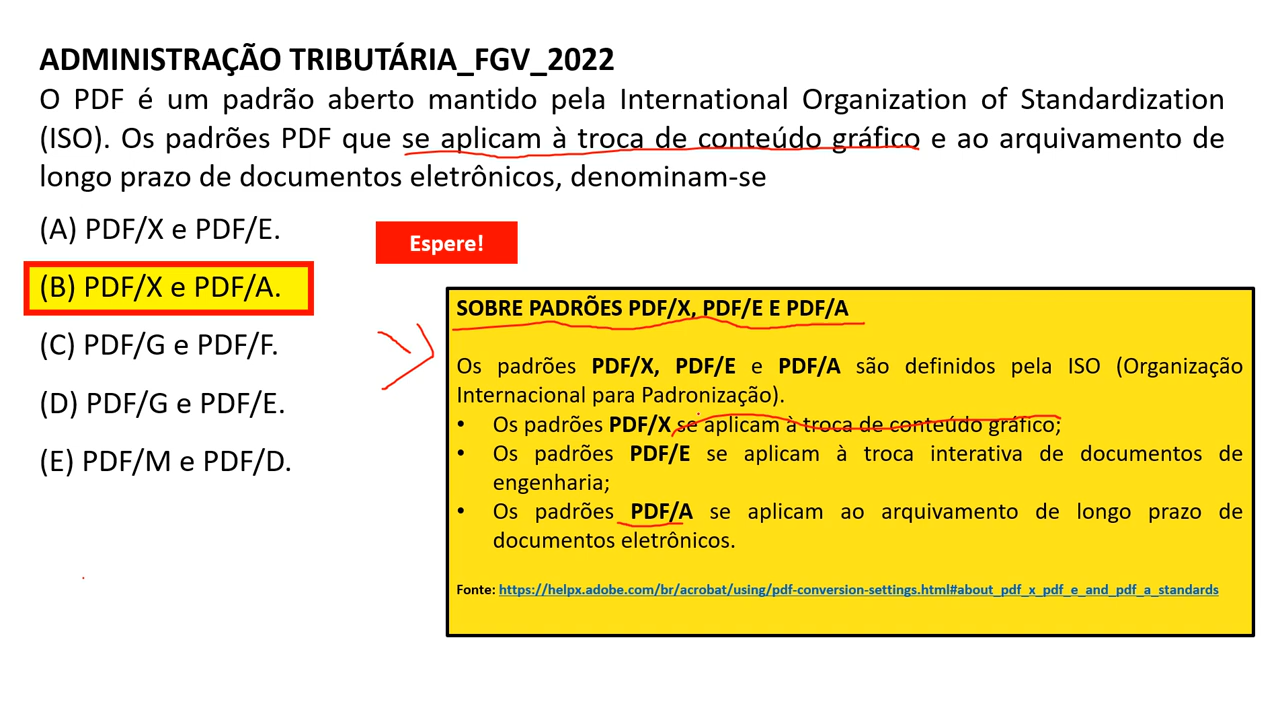 ADMINISTRAÇÃO TRIBUTÁRIA_FGV_2022
O PDF é um padrão aberto mantido pela International Organization of Standardization
(ISO). Os padrões PDF que se aplicam à troca de conteúdo gráfico e ao arquivamento de
longo prazo de documentos eletrônicos, denominam-se
(A) PDF/X e PDF/E.
Espere!
(B) PDF/X e PDF/A.
(C) PDF/G e PDF/F.
(D) PDF/G e PDF/E.
(E) PDF/M e PDF/D.
SOBRE PADRÕES PDF/X, PDF/E E PDF/A
Os padrões PDF/X, PDF/E e PDF/A são definidos pela ISO (Organização
Internacional para Padronização).
• Os padrões PDF/X se aplicam à troca de conteúdo gráfico;
• Os padrões PDF/E se aplicam à troca interativa de documentos de
engenharia;
• Os padrões PDF/A se aplicam ao arquivamento de longo prazo de
documentos eletrônicos.
Fonte: https://helpx.adobe.com/br/acrobat/using/pdf-conversion-settings.html#about_pdf_x_pdf_e_and_pdf_a_standards